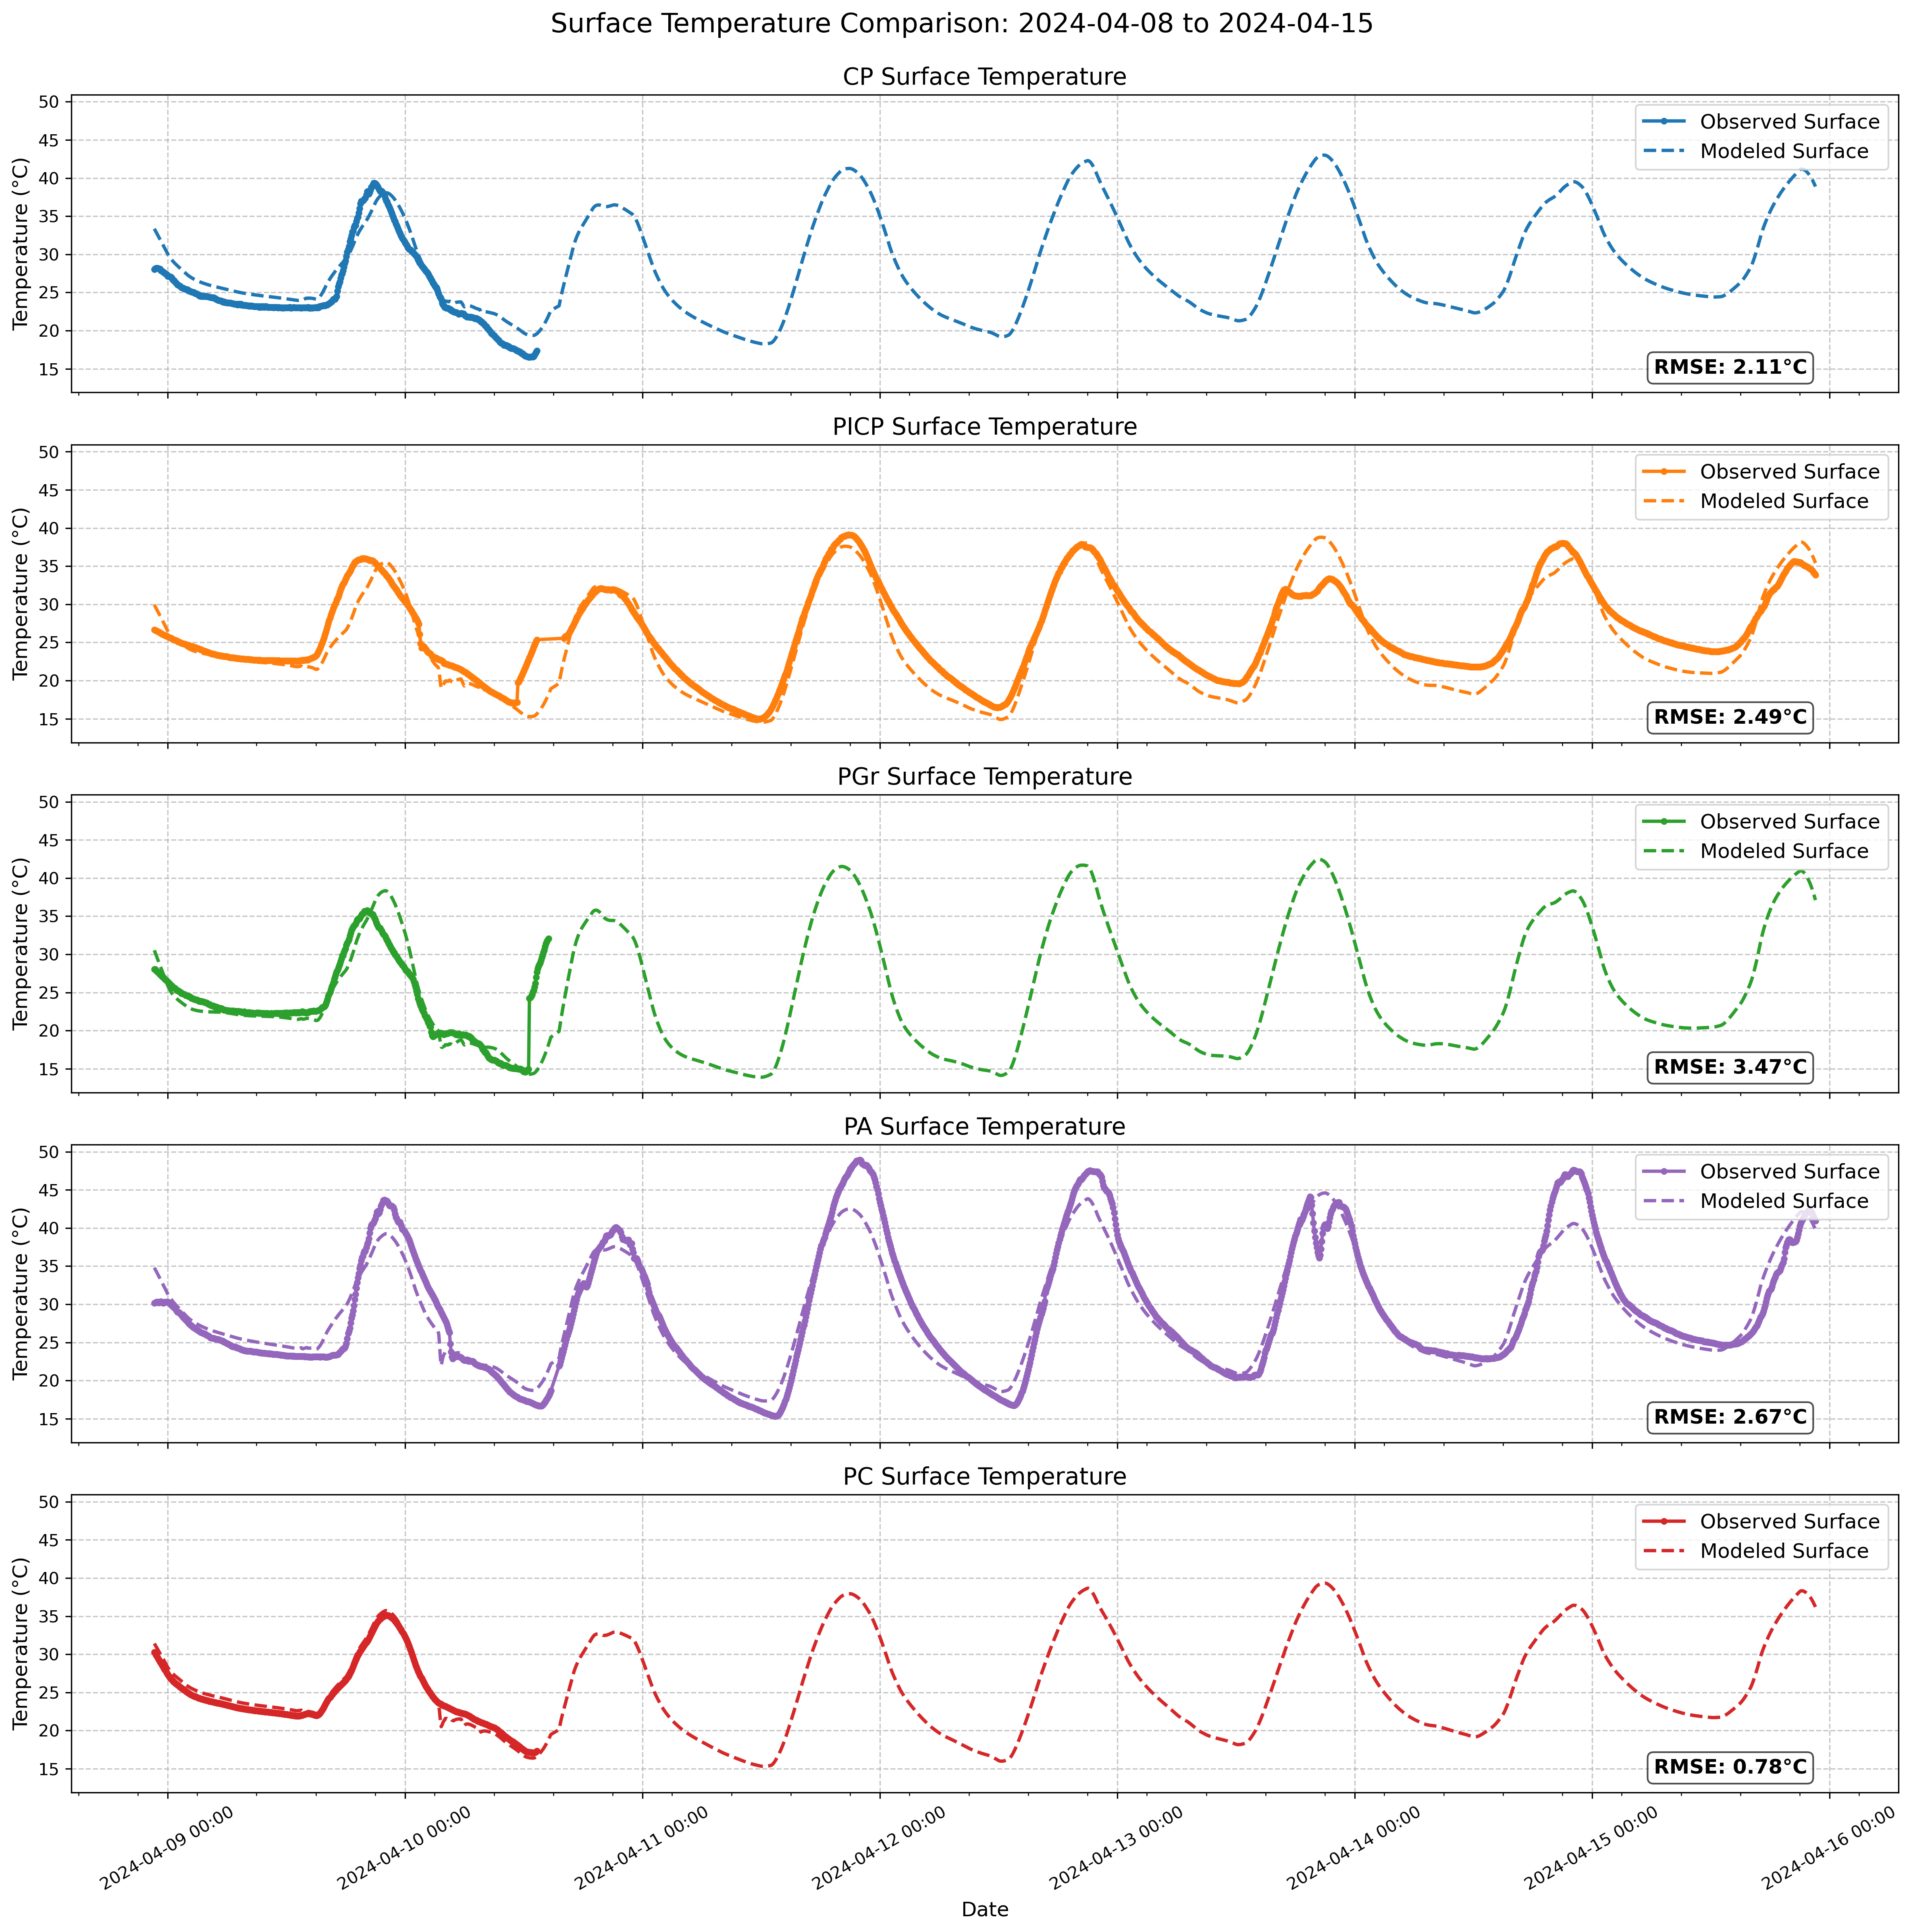 Surface Temperature Comparison: 2024-04-08 to 2024-04-15
CP Surface Temperature
Temperature (°C)
50
45
40
35
30
25
20
15
Observed Surface
Modeled Surface
RMSE: 2.11°C
PICP Surface Temperature
Temperature (°C)
50
45
40
35
30
25
20
15
Observed Surface
Modeled Surface
RMSE: 2.49°C
PGr Surface Temperature
Temperature (°C)
50
45
40
35
30
25
20
15
Observed Surface
Modeled Surface
RMSE: 3.47°C
PA Surface Temperature
Temperature (°C)
50
45
40
35
30
25
20
15
Observed Surface
Modeled Surface
RMSE: 2.67°C
PC Surface Temperature
Temperature (°C)
50
45
40
35
30
25
20
15
Observed Surface
Modeled Surface
RMSE: 0.78°C
2024-04-09 00:00
2024-04-10 00:00
2024-04-11 00:00
2024-04-12 00:00
2024-04-13 00:00
2024-04-14 00:00
2024-04-15 00:00
2024-04-16 00:00
Date